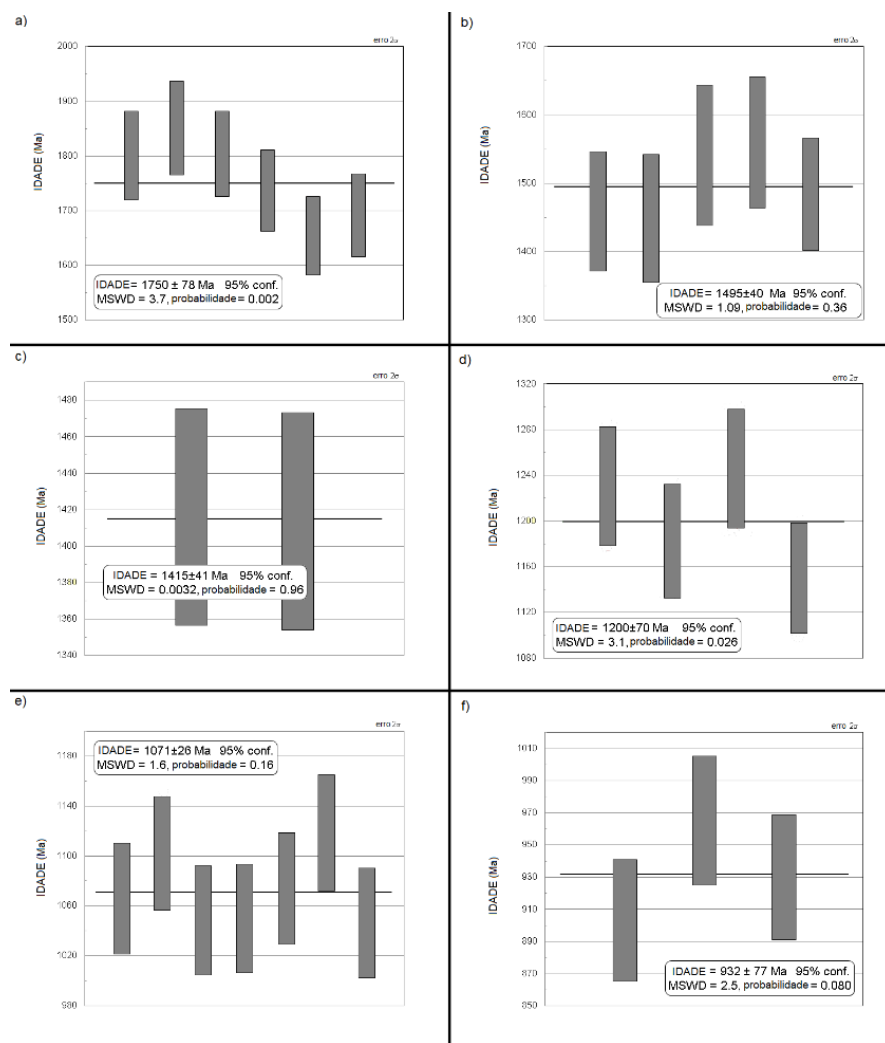 a)
erro 2σ
2000
1900
1800
1700
1600
1500
IDADE (Ma)
IDADE= 1750 ± 78 Ma 95% conf.
MSWD = 3.7, probabilidade = 0.002
b)
erro 2σ
1700
1600
1500
1400
1300
IDADE (Ma)
IDADE = 1495±40 Ma 95% conf.
MSWD = 1.09, probabilidade = 0.36
c)
erro 2σ
1480
1460
1440
1420
1400
1380
1360
1340
IDADE (Ma)
IDADE = 1415±41 Ma 95% conf.
MSWD = 0.0032, probabilidade = 0.96
d)
erro 2σ
1320
1280
1240
1200
1160
1120
1080
IDADE (Ma)
IDADE = 1200±70 Ma 95% conf.
MSWD = 3.1, probabilidade = 0.026
e)
erro 2σ
1180
1140
1100
1060
1020
980
IDADE (Ma)
IDADE = 1071±26 Ma 95% conf.
MSWD = 1.6, probabilidade = 0.16
f)
erro 2σ
1010
990
970
950
930
910
890
870
850
IDADE (Ma)
IDADE = 932 ± 77 Ma 95% conf.
MSWD = 2.5, probabilidade = 0.080